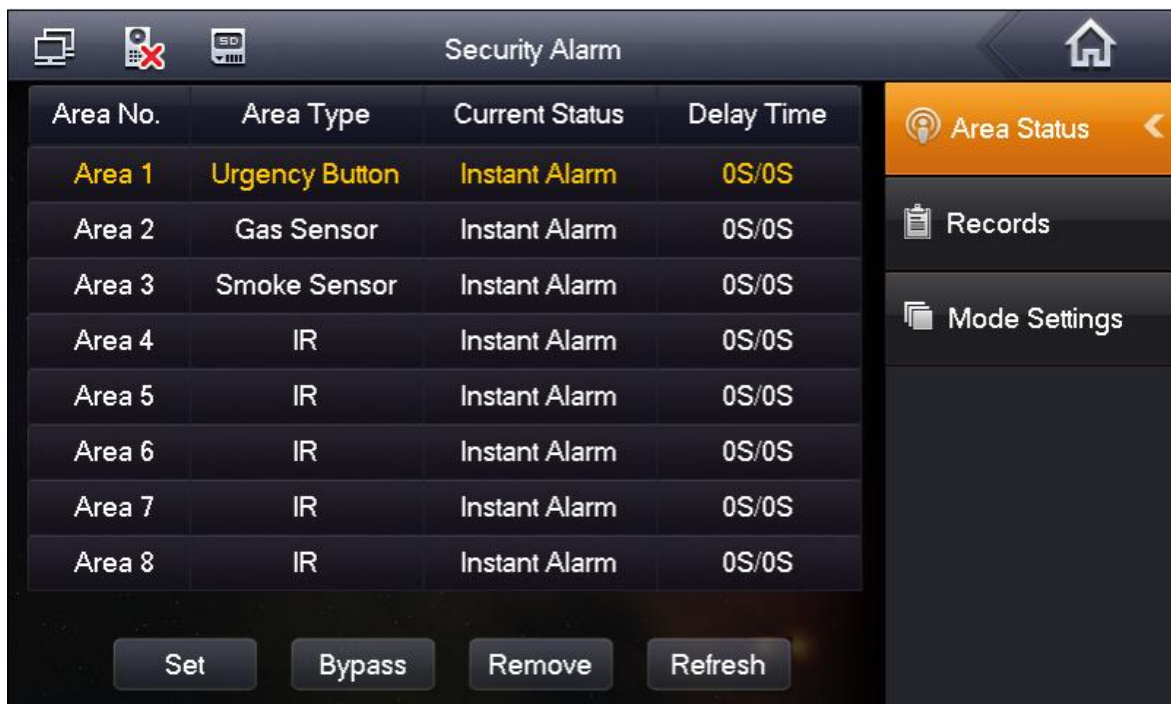 SD
Security Alarm
Area No. Area Type Current Status Delay Time
Area 1 Urgency Button Instant Alarm 0S/0S
Area 2 Gas Sensor Instant Alarm 0S/0S
Area 3 Smoke Sensor Instant Alarm 0S/0S
Area 4 IR Instant Alarm 0S/0S
Area 5 IR Instant Alarm 0S/0S
Area 6 IR Instant Alarm 0S/0S
Area 7 IR Instant Alarm 0S/0S
Area 8 IR Instant Alarm 0S/0S
Set Bypass Remove Refresh
Area Status
Records
Mode Settings